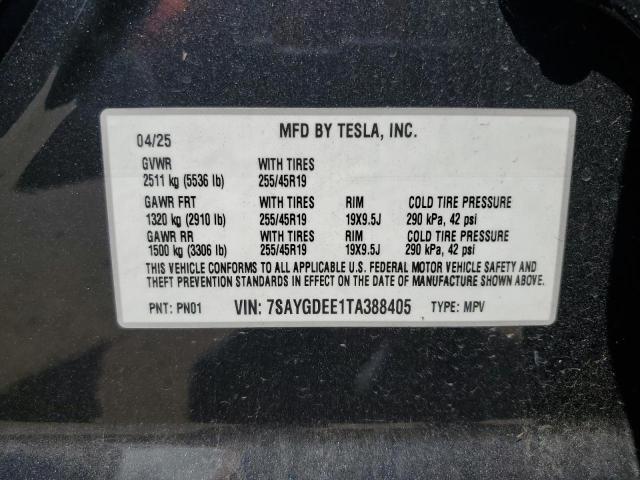 04/25 MFD BY TESLA, INC.
GVWR WITH TIRES
2511 kg (5536 lb) 255/45R19
GAWR FRT WITH TIRES RIM COLD TIRE PRESSURE
1320 kg (2910 lb) 255/45R19 19X9.5J 290 kPa, 42 psi
GAWR RR WITH TIRES RIM COLD TIRE PRESSURE
1500 kg (3306 lb) 255/45R19 19X9.5J 290 kPa, 42 psi
THIS VEHICLE CONFORMS TO ALL APPLICABLE U.S. FEDERAL MOTOR VEHICLE SAFETY AND
THEFT PREVENTION STANDARDS IN EFFECT ON THE DATE OF MANUFACTURE SHOWN ABOVE.
PNT: PN01 VIN: 7SAYGDEE1TA388405 TYPE: MPV